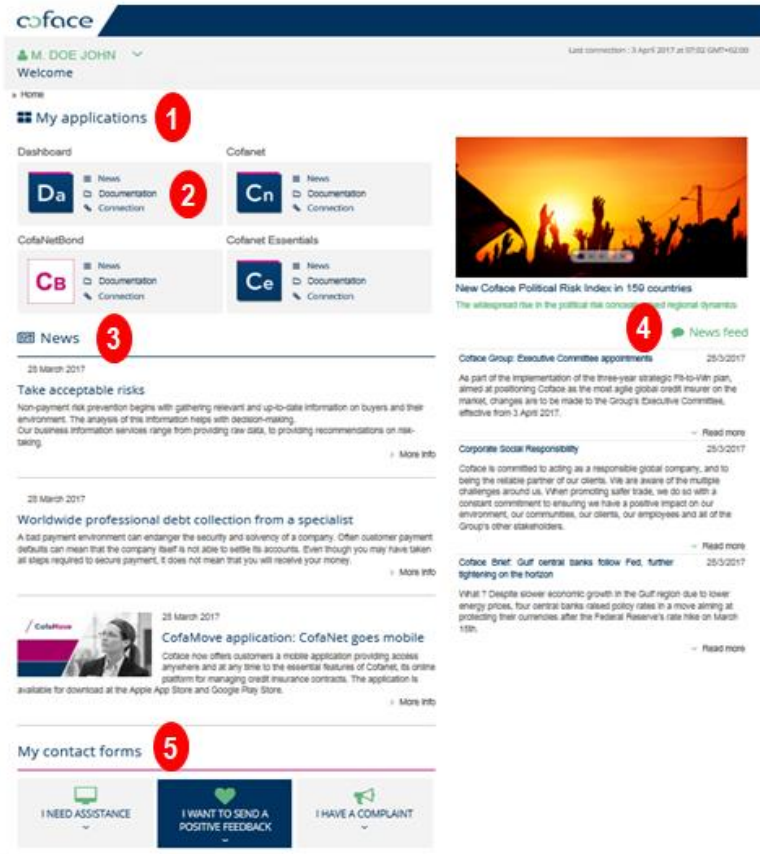 coface
M. DOE JOHN
Last connection : 3 April 2017 at 07:02 GMT+02:00
Welcome
» Home
My applications
1
Dashboard
Da
News
Documentation
Connection
2
Cofanet
Cn
News
Documentation
Connection
CofaNetBond
CB
News
Documentation
Connection
Cofanet Essentials
Ce
News
Documentation
Connection
News
3
28 March 2017
Take acceptable risks
Non-payment risk prevention begins with gathering relevant and up-to-date information on buyers and their
environment. The analysis of this information helps with decision-making.
Our business information services range from providing raw data, to providing recommendations on risk-
taking.
More info
28 March 2017
Worldwide professional debt collection from a specialist
A bad payment environment can endanger the security and solvency of a company. Often customer payment
defaults can mean that the company itself is not able to settle its accounts. Even though you may have taken
all steps required to secure payment, it does not mean that you will receive your money.
More info
CofaMove
28 March 2017
CofaMove application: CofaNet goes mobile
Coface now offers customers a mobile application providing access
anywhere and at any time to the essential features of Cofanet, its online
platform for managing credit insurance contracts. The application is
available for download at the Apple App Store and Google Play Store.
More info
My contact forms
5
I NEED ASSISTANCE
I WANT TO SEND A
POSITIVE FEEDBACK
I HAVE A COMPLAINT
New Coface Political Risk Index in 159 countries
The widespread rise in the political risk regional dynamics
4
News feed
Coface Group: Executive Committee appointments 28/3/2017
As part of the implementation of the three-year strategic Fit-to-Win plan,
aimed at positioning Coface as the most agile global credit insurer on the
market, changes are to be made to the Group's Executive Committee,
effective from 3 April 2017.
Read more
Corporate Social Responsibility 28/3/2017
Coface is committed to acting as a responsible global company, and to
being the reliable partner of our clients. We are aware of the multiple
challenges around us. When promoting safer trade, we do so with a
constant commitment to ensuring we have a positive impact on our
environment, our communities, our clients, our employees and all of the
Group's other stakeholders.
Read more
Coface Brief: Gulf central banks follow Fed, further 28/3/2017
tightening on the horizon
What ? Despite slower economic growth in the Gulf region due to lower
energy prices, four central banks raised policy rates in a move aiming at
protecting their currencies after the Federal Reserve's rate hike on March
15th.
Read more